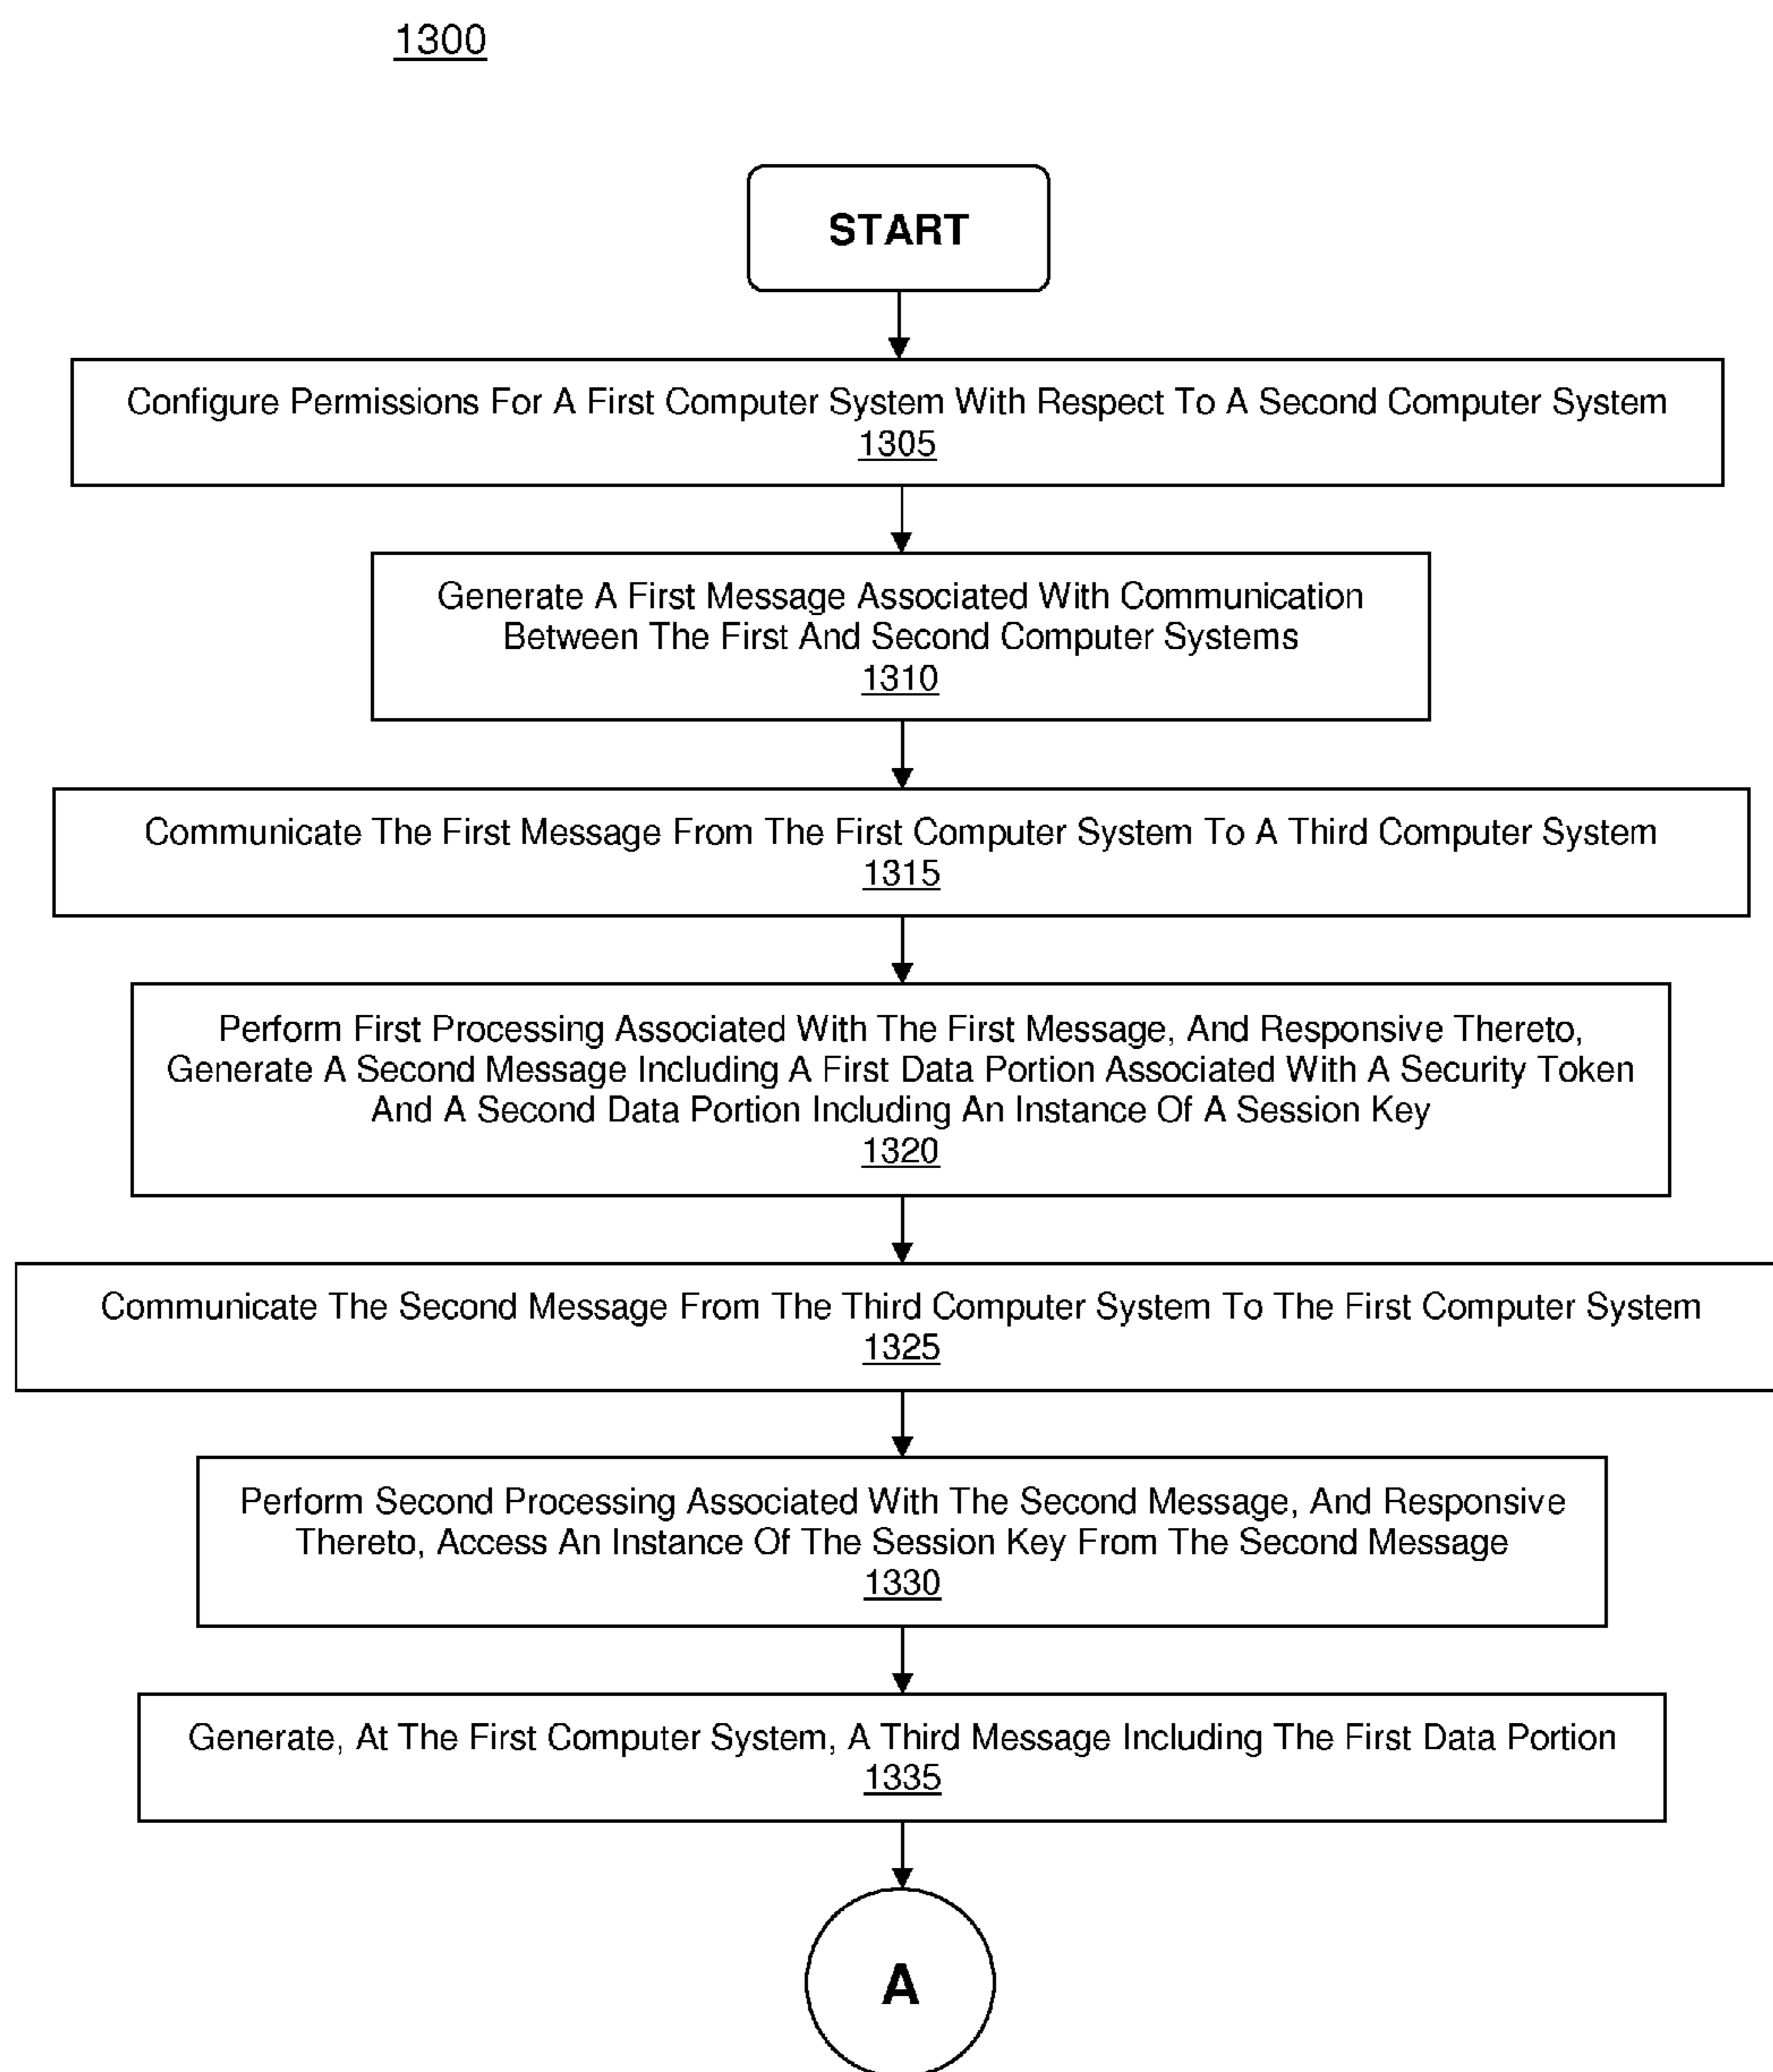 1300
START
Configure Permissions For A First Computer System With Respect To A Second Computer System
1305
Generate A First Message Associated With Communication
Between The First And Second Computer Systems
1310
Communicate The First Message From The First Computer System To A Third Computer System
1315
Perform First Processing Associated With The First Message, And Responsive Thereto,
Generate A Second Message Including A First Data Portion Associated With A Security Token
And A Second Data Portion Including An Instance Of A Session Key
1320
Communicate The Second Message From The Third Computer System To The First Computer System
1325
Perform Second Processing Associated With The Second Message, And Responsive
Thereto, Access An Instance Of The Session Key From The Second Message
1330
Generate, At The First Computer System, A Third Message Including The First Data Portion
1335
A